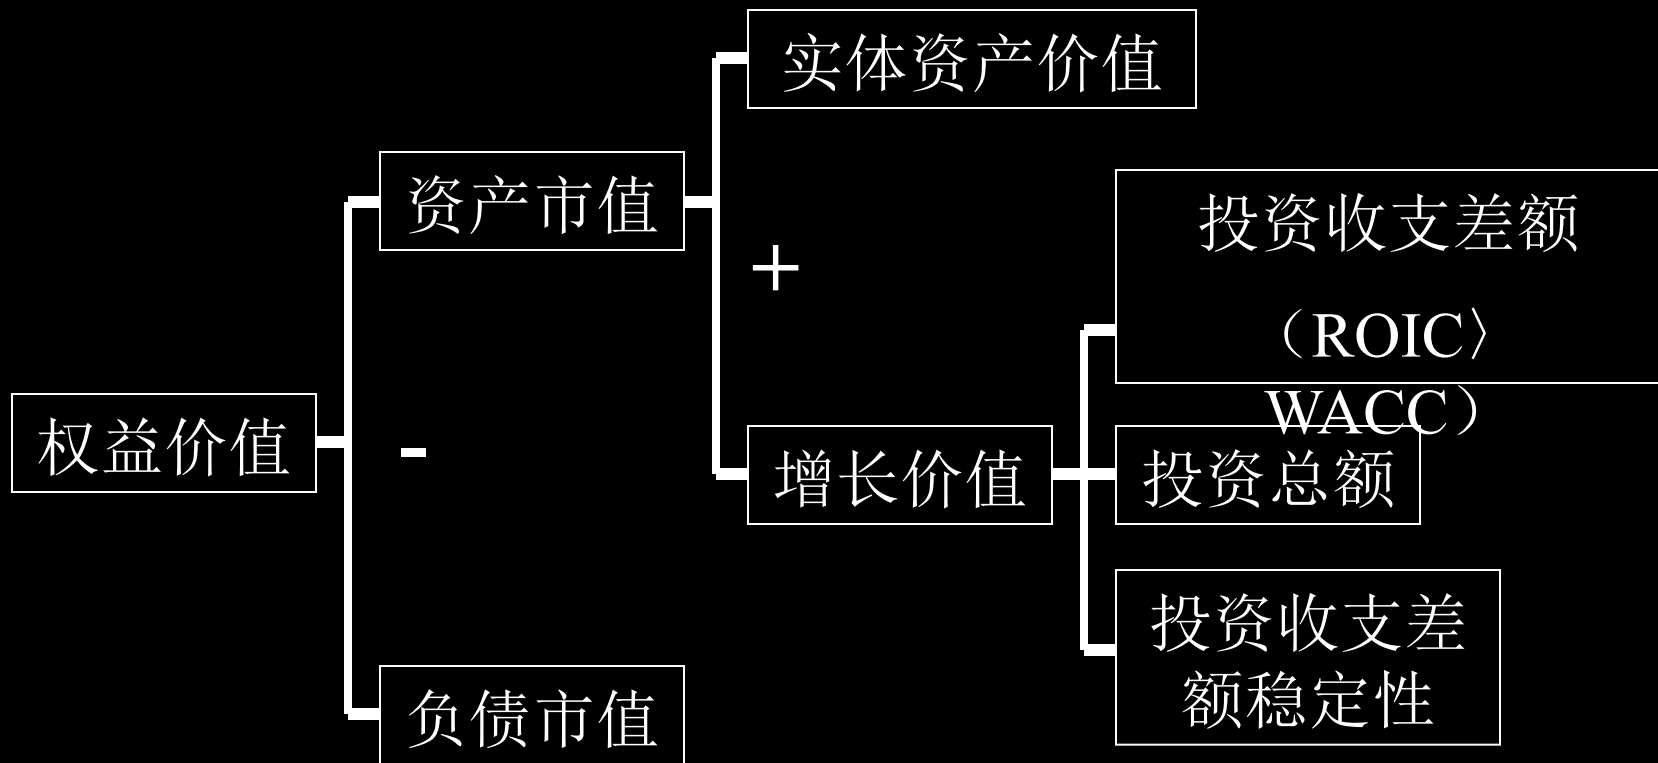 实体资产价值
资产市值
投资收支差额
+
（ROIC〉
WACC）
权益价值
-
增长价值
投资总额
投资收支差
额稳定性
负债市值